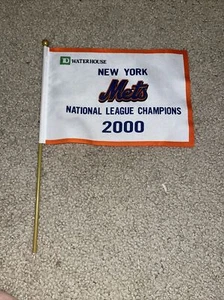 TD WATERHOUSE
NEW YORK
Mets
NATIONAL LEAGUE CHAMPIONS
2000